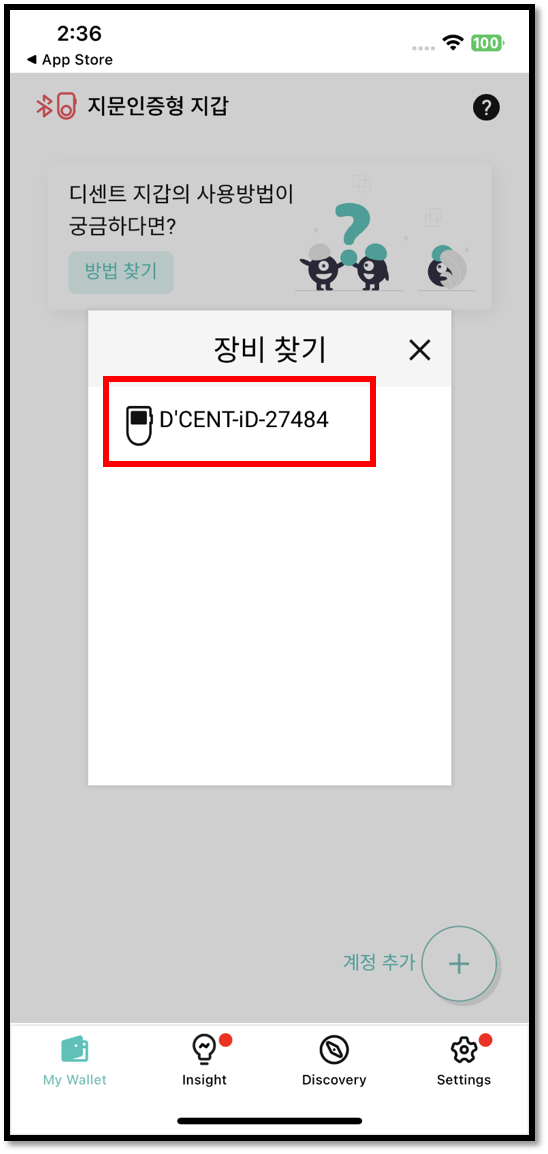 2:36
100
◀ App Store
지문인증형 지갑
?
디센트 지갑의 사용방법이
궁금하다면?
방법 찾기
?
장비 찾기
D'CENT-iD-27484
계정 추가
My Wallet
Insight
Discovery
Settings